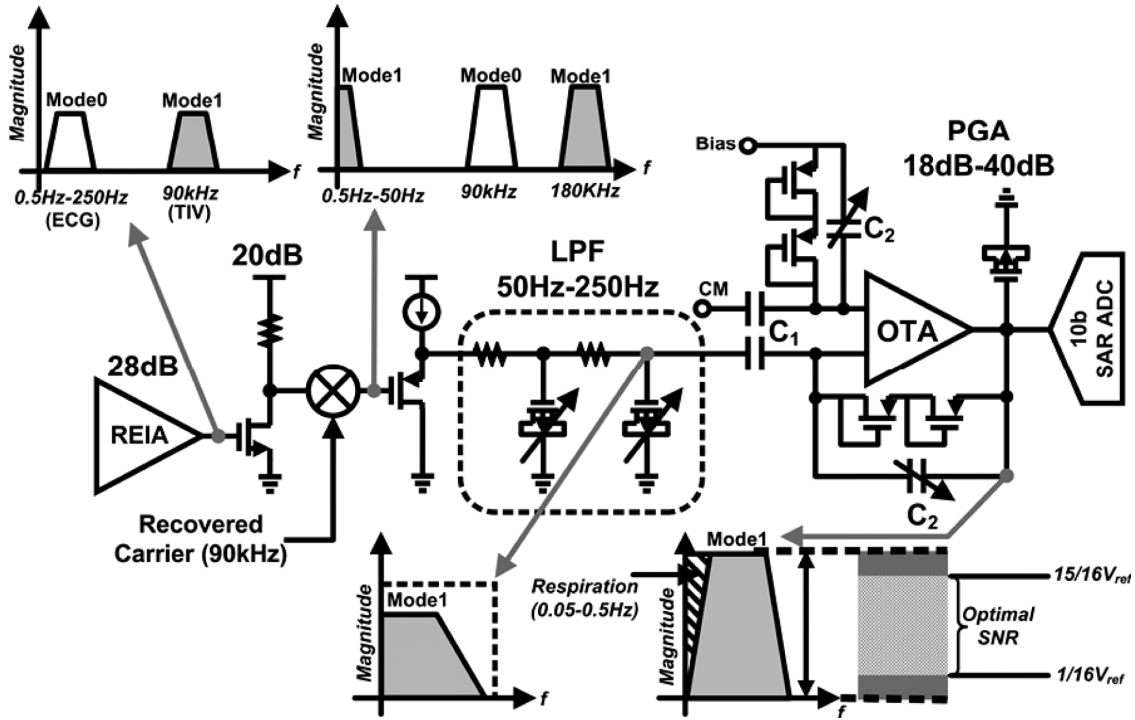 Magnitude
Mode0
Mode1
f
0.5Hz-250Hz
(ECG)
90kHz
(TIV)
Magnitude
Mode1
Mode0
Mode1
f
0.5Hz-50Hz
90kHz
180KHz
PGA
18dB-40dB
Bias
C2
20dB
LPF
50Hz-250Hz
CM
C1
OTA
10b
SAR ADC
28dB
REIA
C2
Recovered
Carrier (90kHz)
Magnitude
Mode1
f
Respiration
(0.05-0.5Hz)
Magnitude
Mode1
f
15/16Vref
Optimal
SNR
1/16Vref